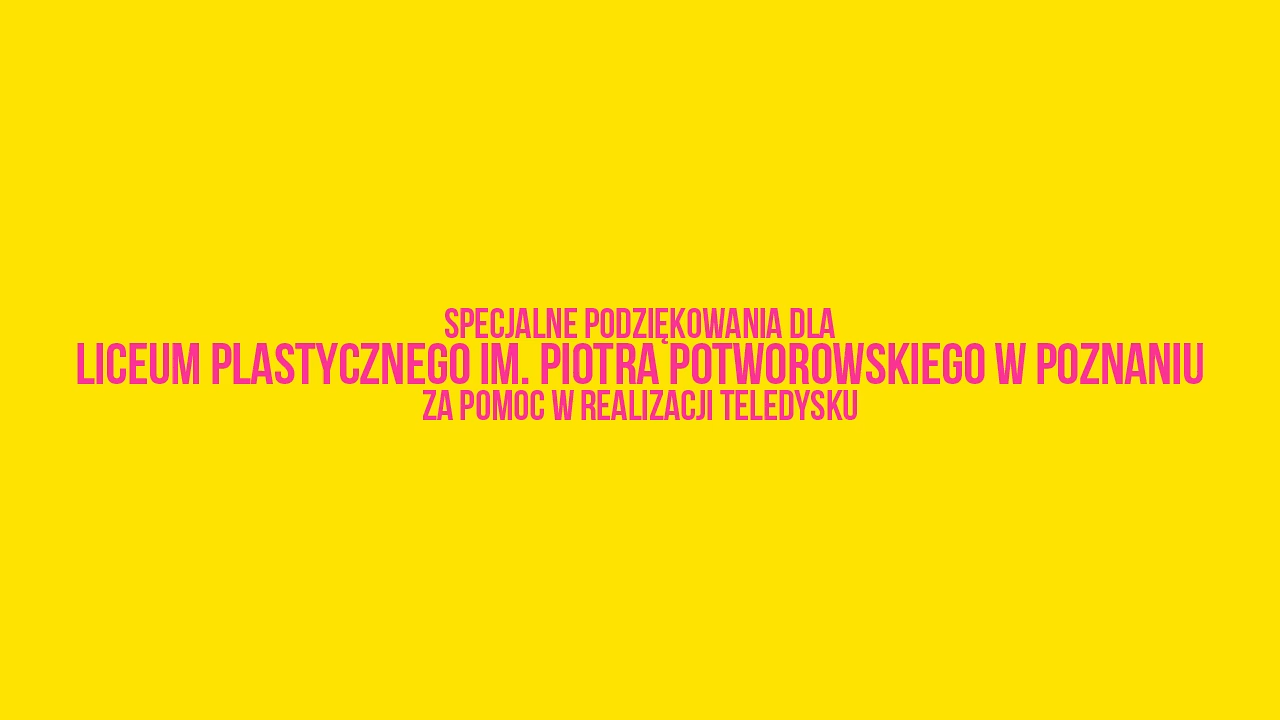 SPECJALNE PODZIĘKOWANIA DLA
LICEUM PLASTYCZNEGO IM. PIOTRA POTWOROWSKIEGO W POZNANIU
ZA POMOC W REALIZACJI TELEDYSKU